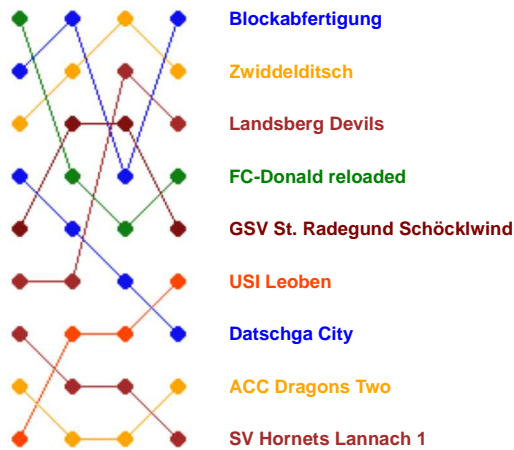 Blockabfertigung
Zwiddelditsch
Landsberg Devils
FC-Donald reloaded
GSV St. Radegund Schöcklwind
USI Leoben
Datschga City
ACC Dragons Two
SV Hornets Lannach 1